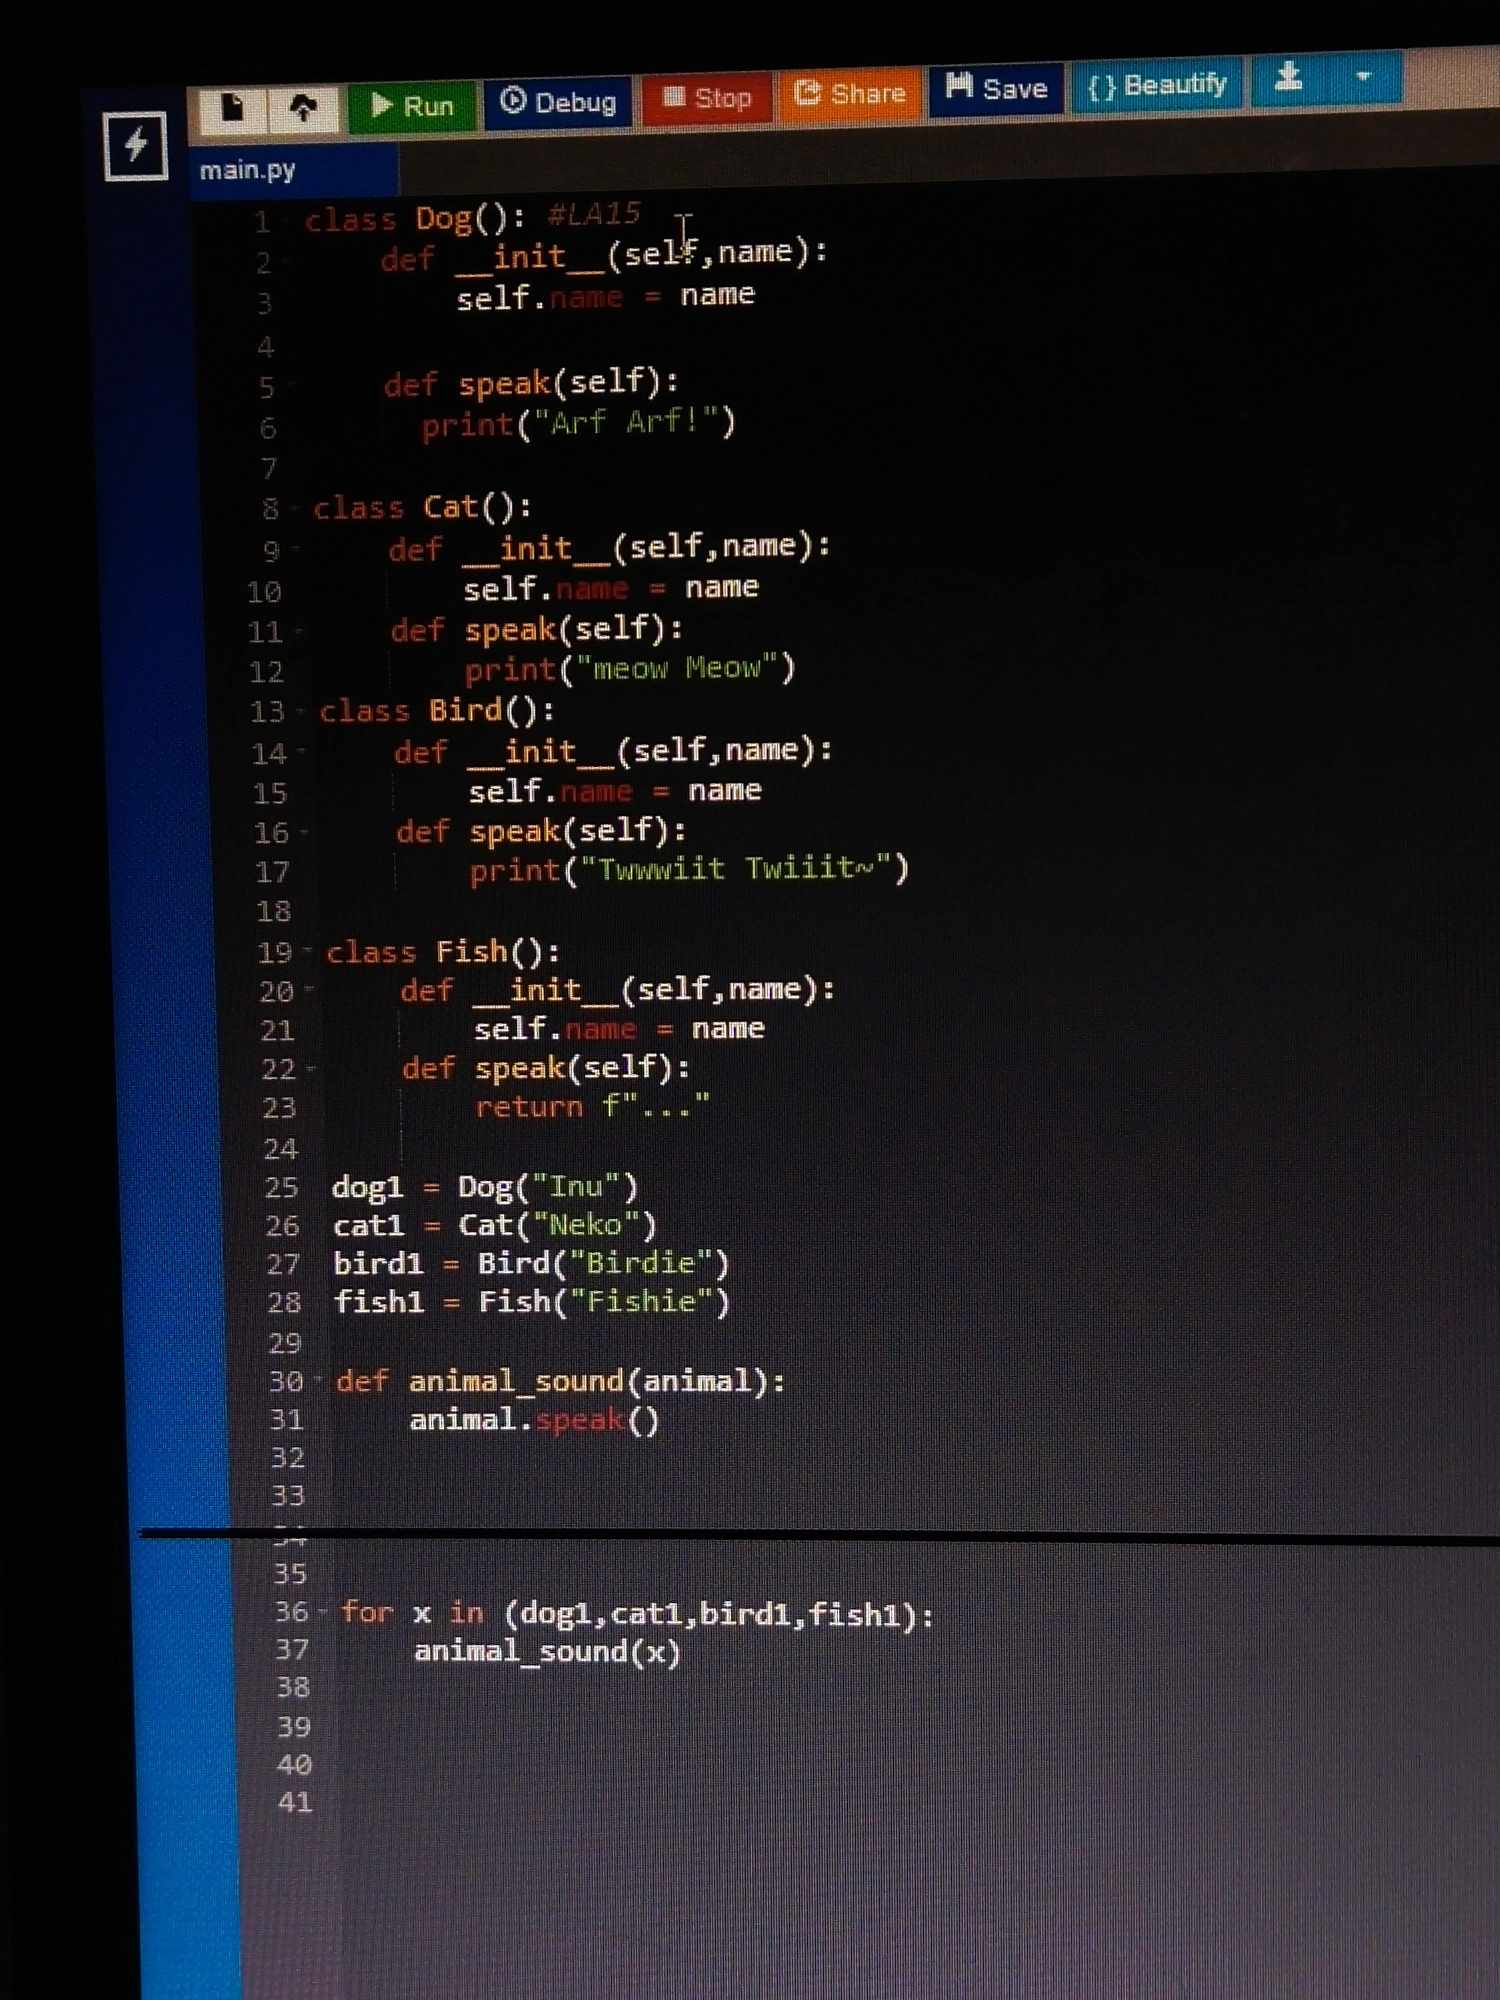 Run Debug Stop Share Save {} Beautify
main.py
1 class Dog(): #LA15
2     def __init__(self,name):
3         self.name = name
4
5     def speak(self):
6       print("Arf Arf!")
7
8 class Cat():
9     def __init__(self,name):
10         self.name = name
11     def speak(self):
12         print("meow Meow")
13 class Bird():
14     def __init__(self,name):
15         self.name = name
16     def speak(self):
17         print("Twwwiit Twiiit~")
18
19 class Fish():
20     def __init__(self,name):
21         self.name = name
22     def speak(self):
23         return f"..."
24
25 dog1 = Dog("Inu")
26 cat1 = Cat("Neko")
27 bird1 = Bird("Birdie")
28 fish1 = Fish("Fishie")
29
30 def animal_sound(animal):
31     animal.speak()
32
33
34
35
36 for x in (dog1,cat1,bird1,fish1):
37     animal_sound(x)
38
39
40
41